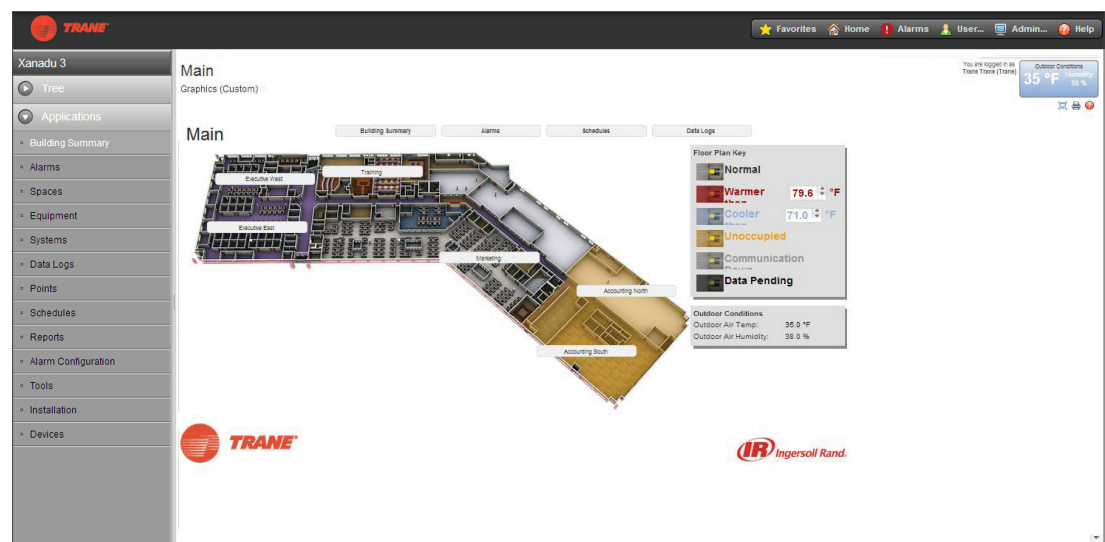 TRANE
Favorites Home Alarms User... Admin... Help
Xanadu 3
Tree
Applications
Building Summary
Alarms
Spaces
Equipment
Systems
Data Logs
Points
Schedules
Reports
Alarm Configuration
Tools
Installation
Devices
Main
Graphics (Custom)
You are logged in as
Trane Trane (Trane)
Outdoor Conditions
35 °F Humidity
38 %
Main
Building Summary Alarms Schedules Data Logs
Executive West
Training
Executive East
Marketing
Accounting North
Accounting South
Floor Plan Key
Normal
Warmer 79.6 °F
Cooler 71.0 °F
Unoccupied
Communication
Data Pending
Outdoor Conditions
Outdoor Air Temp: 35.0 °F
Outdoor Air Humidity: 38.0 %
TRANE
IR Ingersoll Rand.